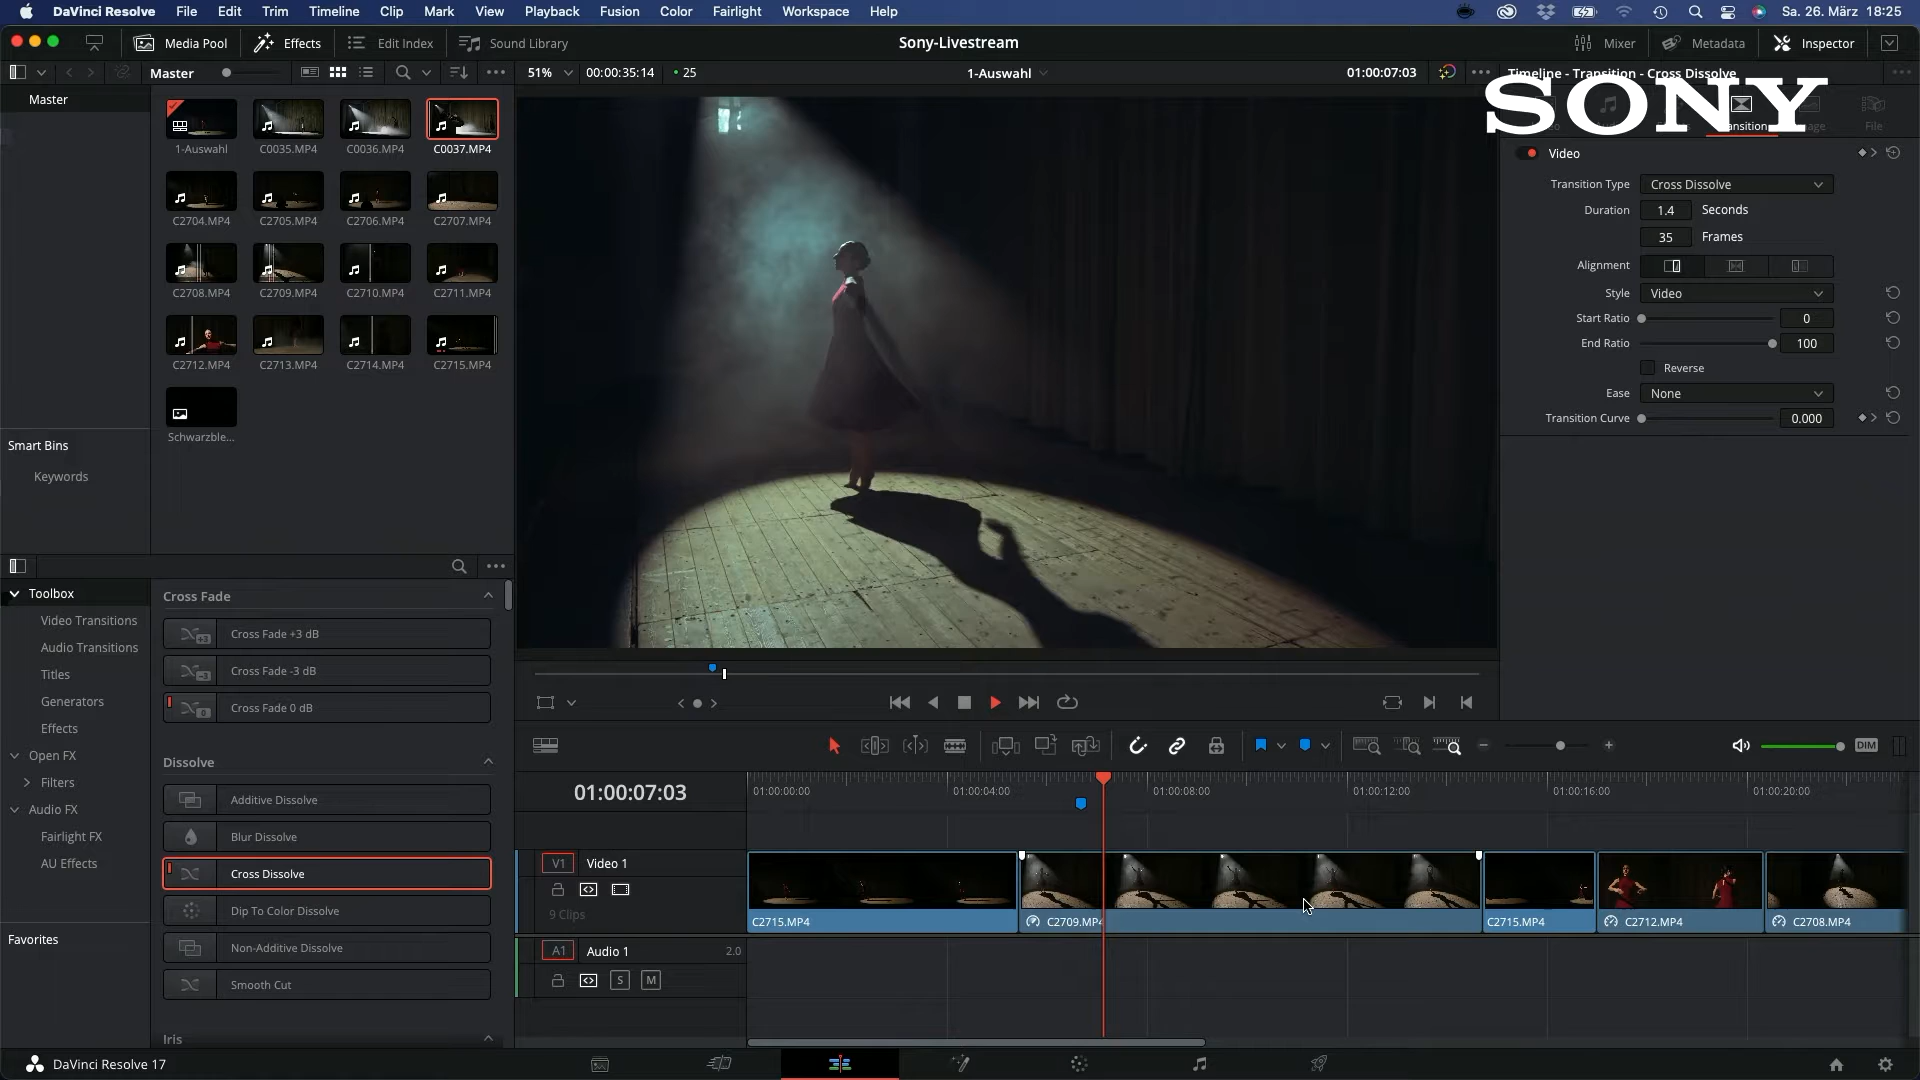 DaVinci Resolve File Edit Trim Timeline Clip Mark View Playback Fusion Color Fairlight Workspace Help Sa. 26. März 18:25
Media Pool Effects Edit Index Sound Library Sony-Livestream Mixer Metadata Inspector
Master 51% 00:00:35:14 25 1-Auswahl 01:00:07:03 Timeline - Transition - Cross Dissolve
SONY
Master
1-Auswahl C0035.MP4 C0036.MP4 C0037.MP4
C2704.MP4 C2705.MP4 C2706.MP4 C2707.MP4
C2708.MP4 C2709.MP4 C2710.MP4 C2711.MP4
C2712.MP4 C2713.MP4 C2714.MP4 C2715.MP4
Schwarzble...
Smart Bins
Keywords
File
Video
Transition Type Cross Dissolve
Duration 1.4 Seconds
35 Frames
Alignment
Style Video
Start Ratio 0
End Ratio 100
Reverse
Ease None
Transition Curve 0.000
Toolbox
Video Transitions
Audio Transitions
Titles
Generators
Effects
Open FX
Filters
Audio FX
Fairlight FX
AU Effects
Favorites
Cross Fade
Cross Fade +3 dB
Cross Fade -3 dB
Cross Fade 0 dB
Dissolve
Additive Dissolve
Blur Dissolve
Cross Dissolve
Dip To Color Dissolve
Non-Additive Dissolve
Smooth Cut
Iris
DIM
01:00:07:03 01:00:00:00 01:00:04:00 01:00:08:00 01:00:12:00 01:00:16:00 01:00:20:00
V1 Video 1
9 Clips
C2715.MP4 C2709.MP4 C2715.MP4 C2712.MP4 C2708.MP4
A1 Audio 1 2.0
S M
DaVinci Resolve 17